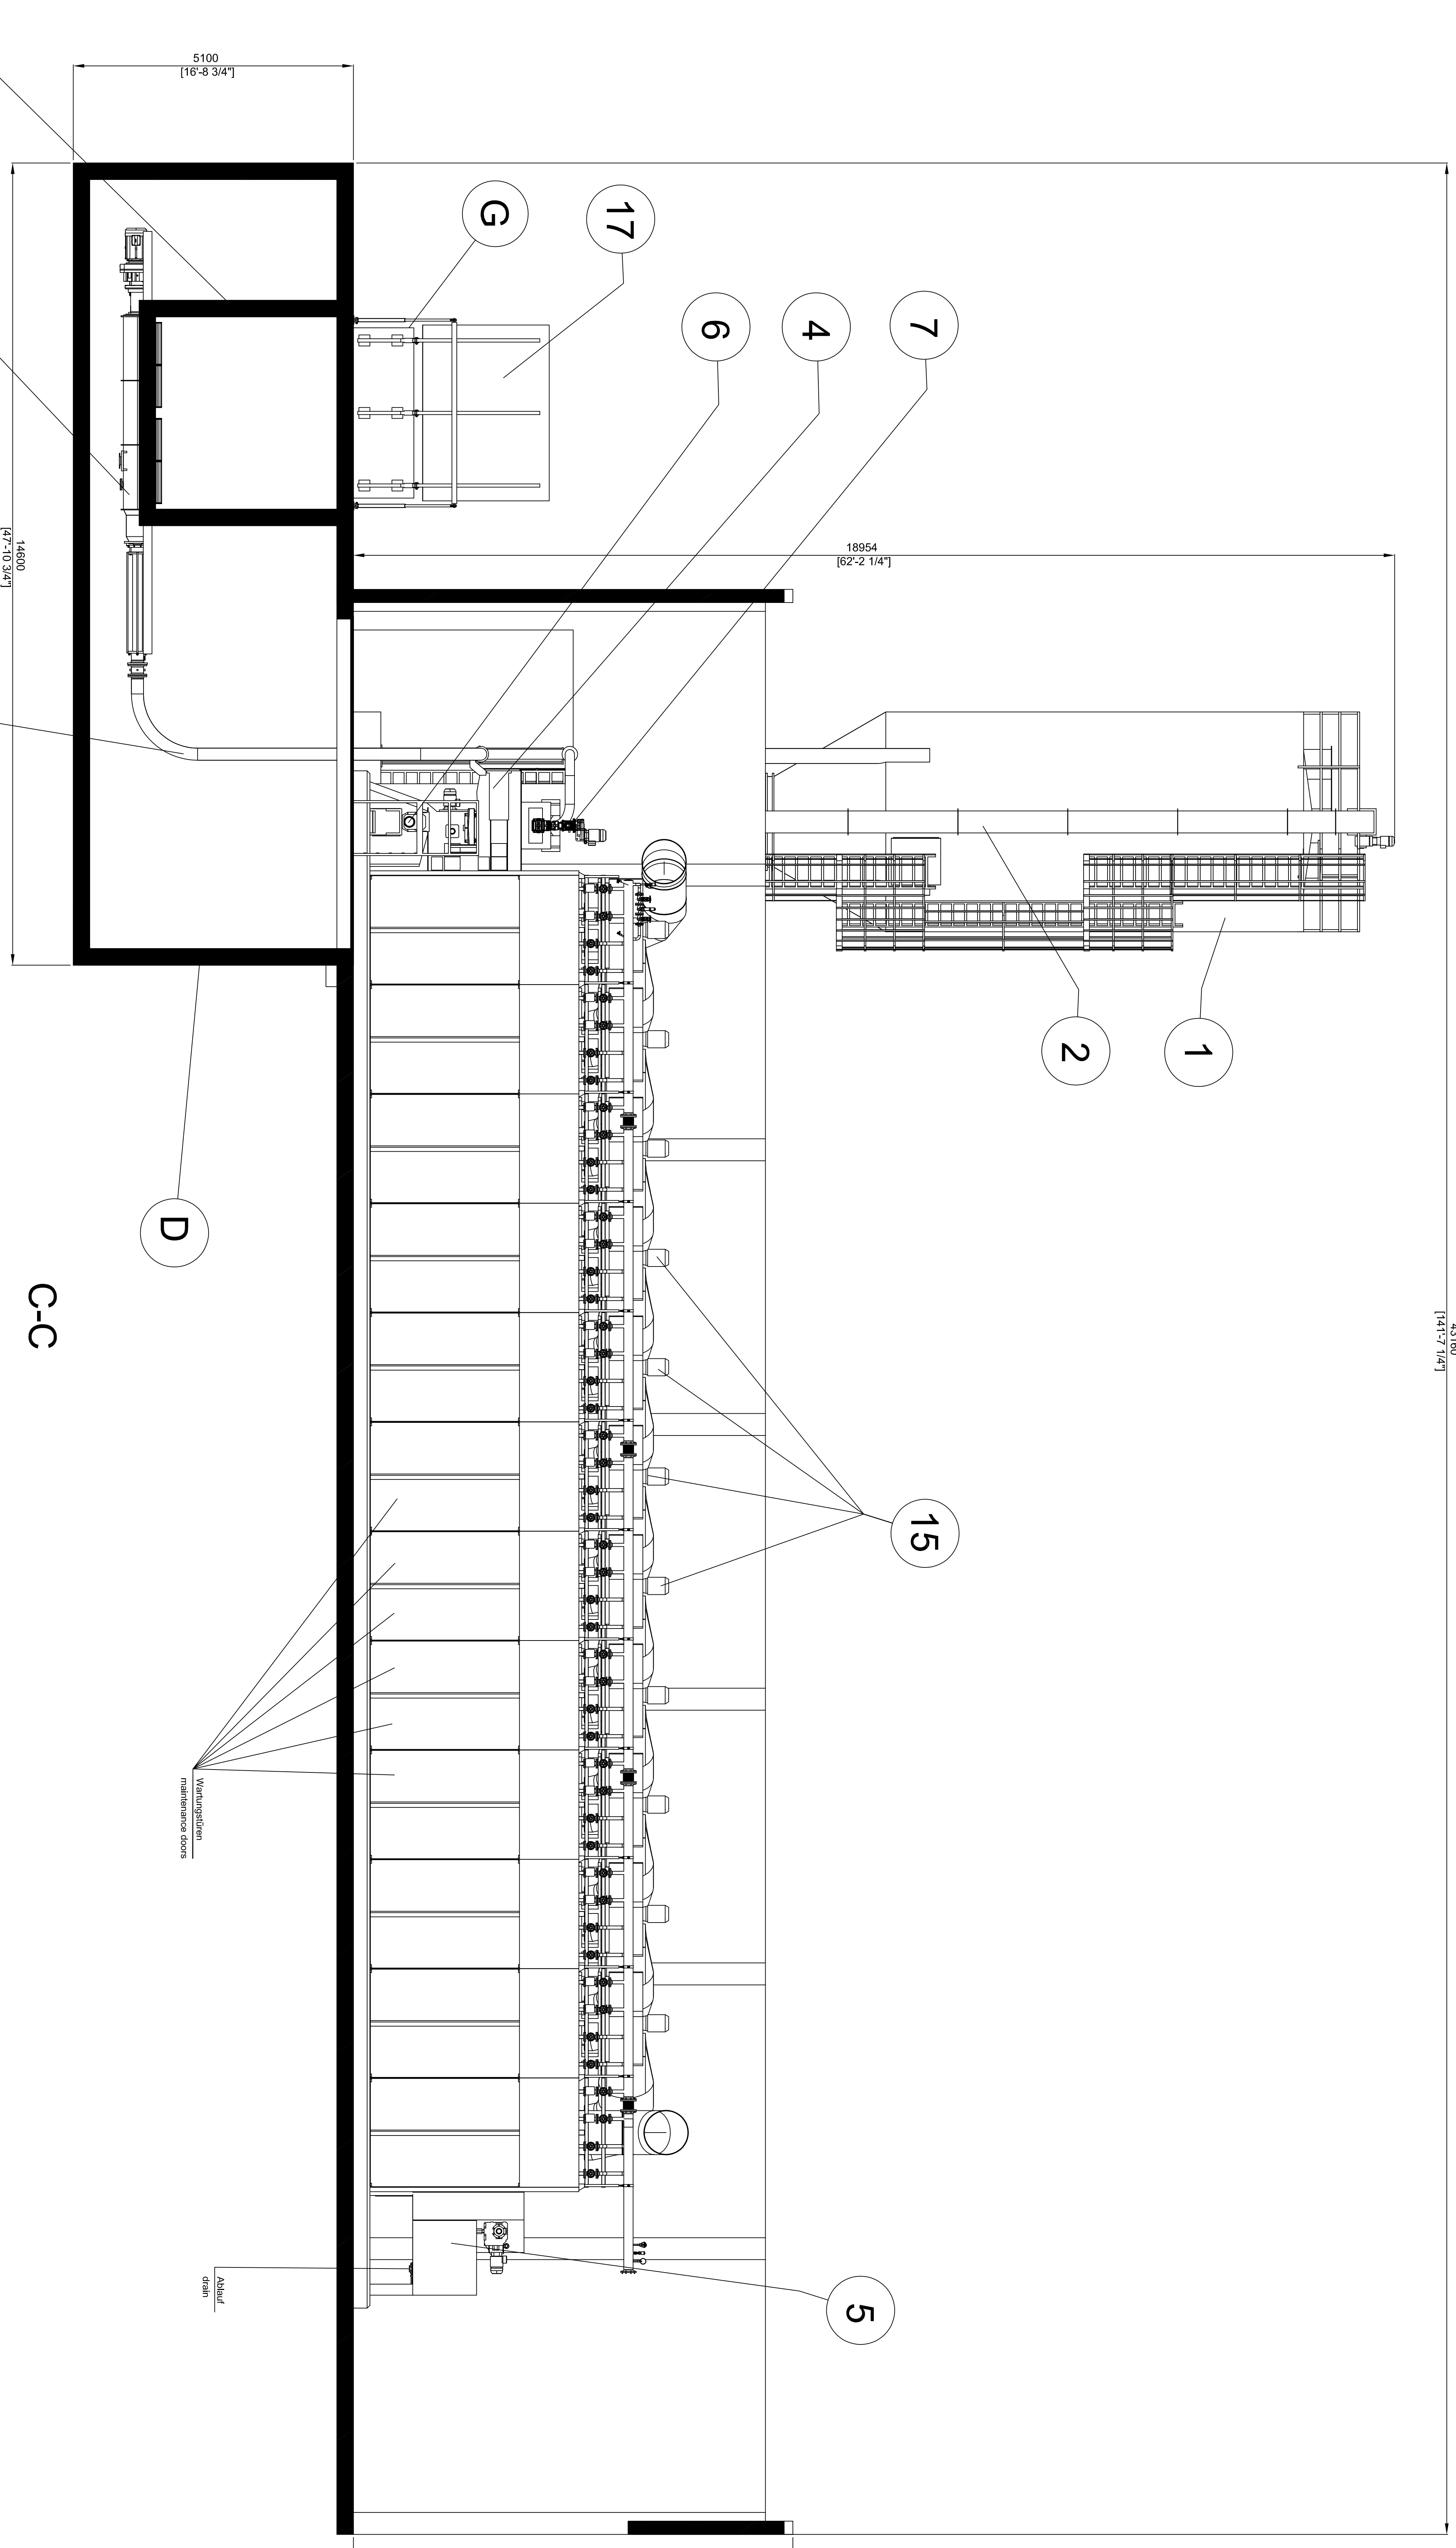 43160
[141'-7 1/4"]
5100
[16'-8 3/4"]
18954
[62'-2 1/4"]
14600
[47'-10 3/4"]
17
G
7
4
6
1
2
15
5
D
Wartungstüren
maintenance doors
Ablauf
drain
C-C